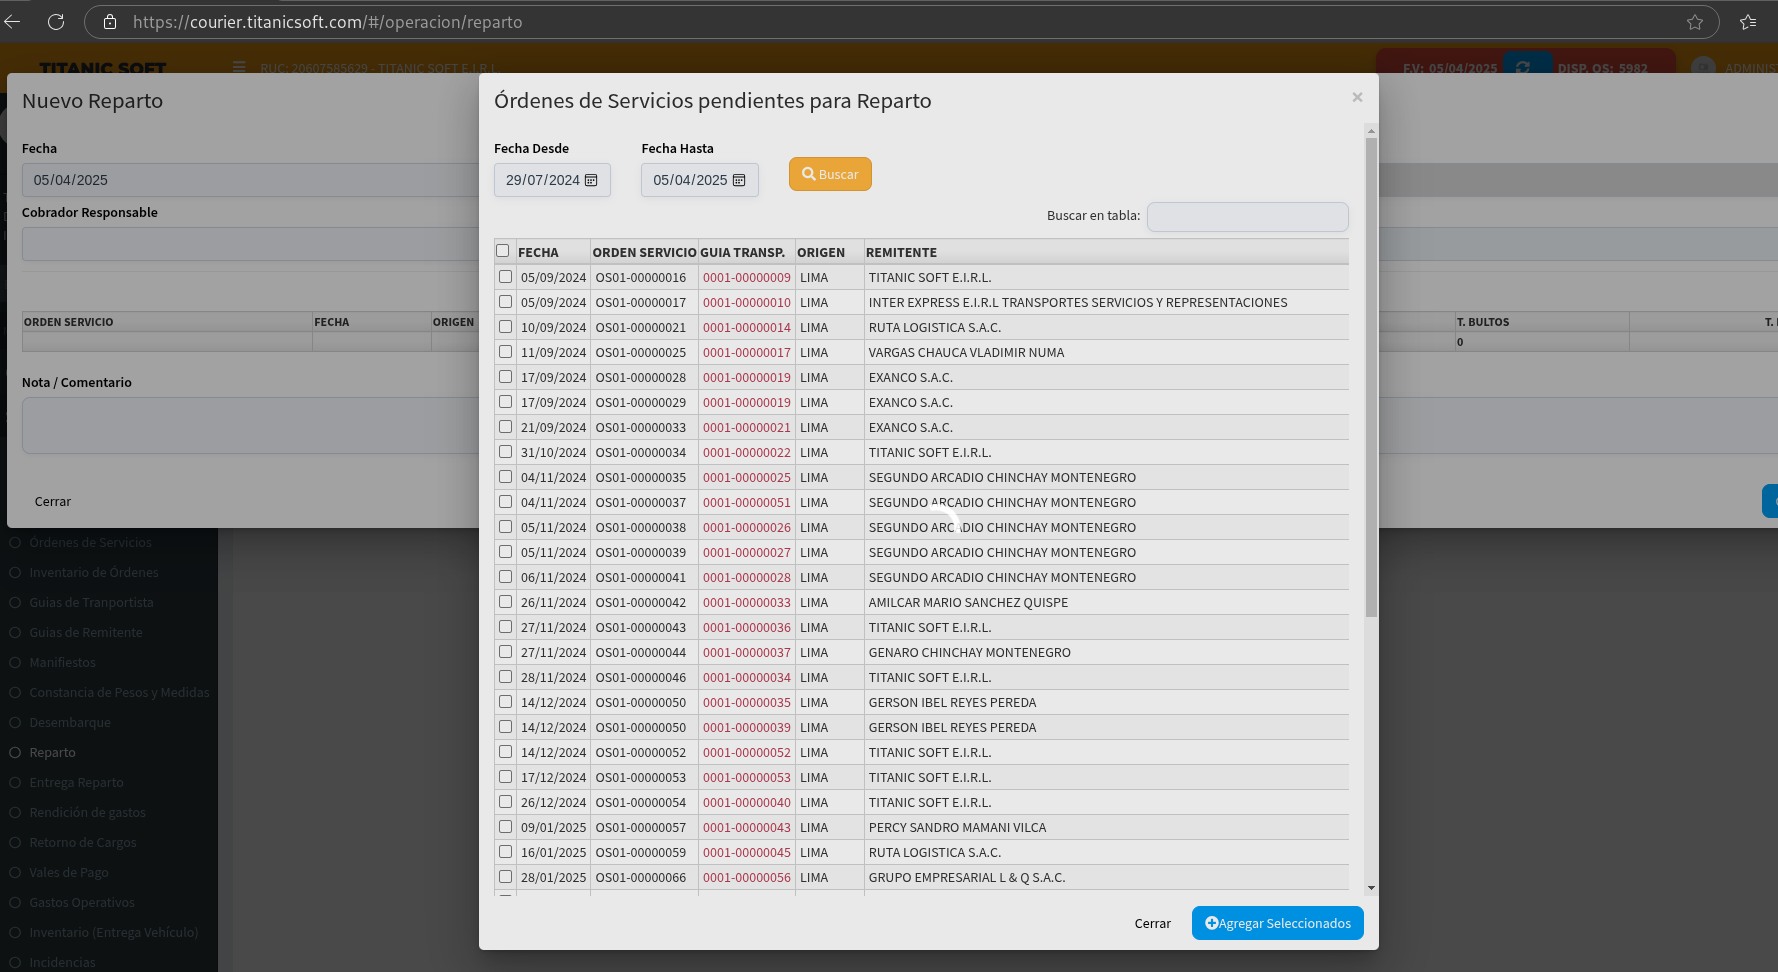 https://courier.titanicsoft.com/#/operacion/reparto
TITANIC SOFT
RUC: 20607585629 - TITANIC SOFT E.I.R.L
F.V: 05/04/2025
DISP. OS: 5982
ADMINIS
Nuevo Reparto
Fecha
05/04/2025
Cobrador Responsable
ORDEN SERVICIO FECHA ORIGEN T. BULTOS T.
0
Nota / Comentario
Cerrar
Órdenes de Servicios
Inventario de Órdenes
Guias de Tranportista
Guias de Remitente
Manifiestos
Constancia de Pesos y Medidas
Desembarque
Reparto
Entrega Reparto
Rendición de gastos
Retorno de Cargos
Vales de Pago
Gastos Operativos
Inventario (Entrega Vehículo)
Incidencias
Órdenes de Servicios pendientes para Reparto
×
Fecha Desde Fecha Hasta
29/07/2024 05/04/2025 Buscar
Buscar en tabla:
FECHA ORDEN SERVICIO GUIA TRANSP. ORIGEN REMITENTE
05/09/2024 OS01-00000016 0001-00000009 LIMA TITANIC SOFT E.I.R.L.
05/09/2024 OS01-00000017 0001-00000010 LIMA INTER EXPRESS E.I.R.L TRANSPORTES SERVICIOS Y REPRESENTACIONES
10/09/2024 OS01-00000021 0001-00000014 LIMA RUTA LOGISTICA S.A.C.
11/09/2024 OS01-00000025 0001-00000017 LIMA VARGAS CHAUCA VLADIMIR NUMA
17/09/2024 OS01-00000028 0001-00000019 LIMA EXANCO S.A.C.
17/09/2024 OS01-00000029 0001-00000019 LIMA EXANCO S.A.C.
21/09/2024 OS01-00000033 0001-00000021 LIMA EXANCO S.A.C.
31/10/2024 OS01-00000034 0001-00000022 LIMA TITANIC SOFT E.I.R.L.
04/11/2024 OS01-00000035 0001-00000025 LIMA SEGUNDO ARCADIO CHINCHAY MONTENEGRO
04/11/2024 OS01-00000037 0001-00000051 LIMA SEGUNDO ARCADIO CHINCHAY MONTENEGRO
05/11/2024 OS01-00000038 0001-00000026 LIMA SEGUNDO ARCADIO CHINCHAY MONTENEGRO
05/11/2024 OS01-00000039 0001-00000027 LIMA SEGUNDO ARCADIO CHINCHAY MONTENEGRO
06/11/2024 OS01-00000041 0001-00000028 LIMA SEGUNDO ARCADIO CHINCHAY MONTENEGRO
26/11/2024 OS01-00000042 0001-00000033 LIMA AMILCAR MARIO SANCHEZ QUISPE
27/11/2024 OS01-00000043 0001-00000036 LIMA TITANIC SOFT E.I.R.L.
27/11/2024 OS01-00000044 0001-00000037 LIMA GENARO CHINCHAY MONTENEGRO
28/11/2024 OS01-00000046 0001-00000034 LIMA TITANIC SOFT E.I.R.L.
14/12/2024 OS01-00000050 0001-00000035 LIMA GERSON IBEL REYES PEREDA
14/12/2024 OS01-00000050 0001-00000039 LIMA GERSON IBEL REYES PEREDA
14/12/2024 OS01-00000052 0001-00000052 LIMA TITANIC SOFT E.I.R.L.
17/12/2024 OS01-00000053 0001-00000053 LIMA TITANIC SOFT E.I.R.L.
26/12/2024 OS01-00000054 0001-00000040 LIMA TITANIC SOFT E.I.R.L.
09/01/2025 OS01-00000057 0001-00000043 LIMA PERCY SANDRO MAMANI VILCA
16/01/2025 OS01-00000059 0001-00000045 LIMA RUTA LOGISTICA S.A.C.
28/01/2025 OS01-00000066 0001-00000056 LIMA GRUPO EMPRESARIAL L & Q S.A.C.
Cerrar Agregar Seleccionados